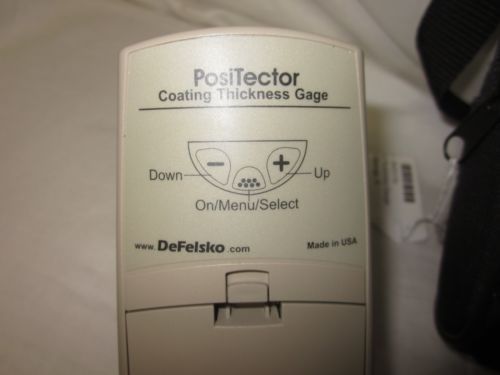 PosiTector
Coating Thickness Gage
Down
Up
On/Menu/Select
www.DeFelsko.com
Made in USA